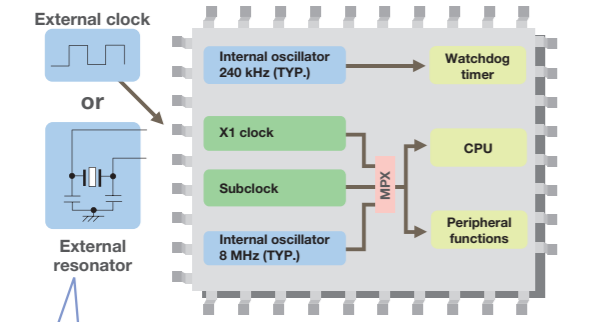 External clock
or
External
resonator
Internal oscillator
240 kHz (TYP.)
Watchdog
timer
X1 clock
Subclock
MPX
CPU
Internal oscillator
8 MHz (TYP.)
Peripheral
functions